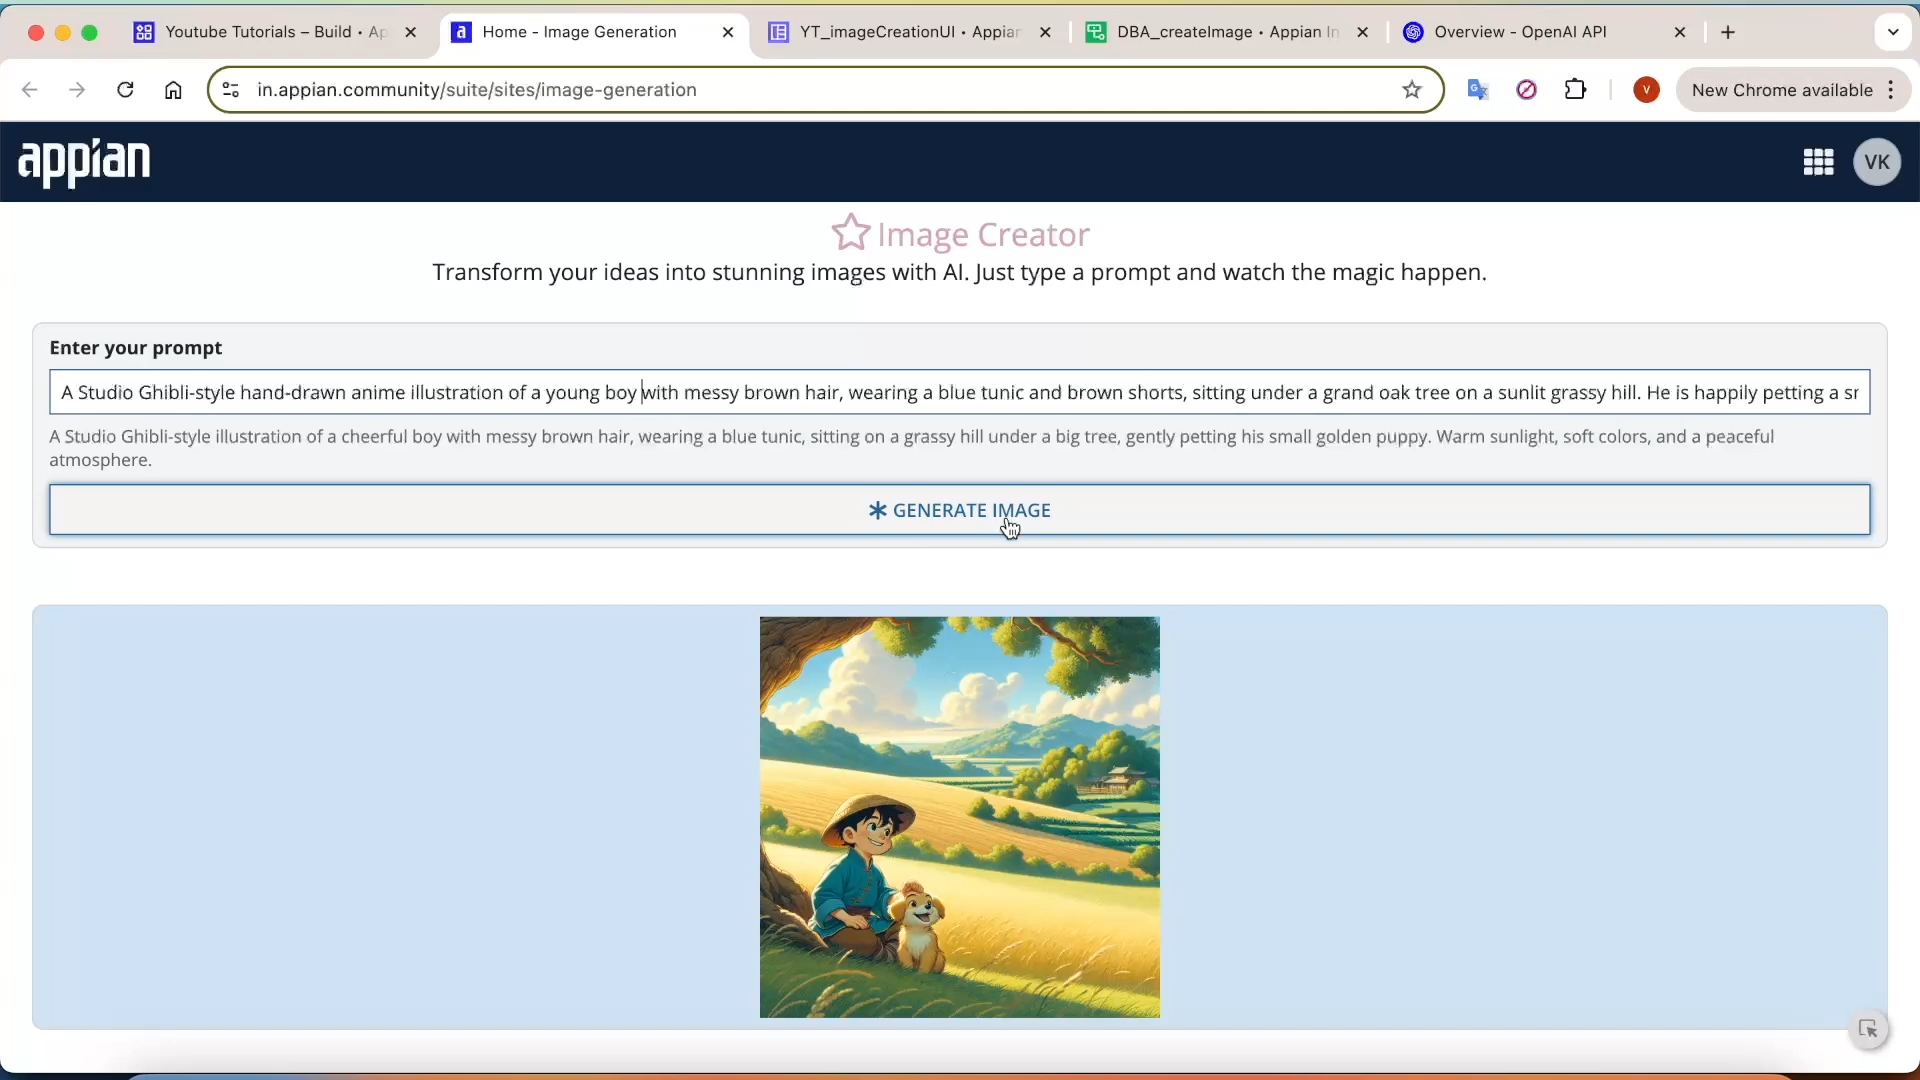 Youtube Tutorials – Build • Ap
Home - Image Generation
YT_imageCreationUI • Appian
DBA_createImage • Appian In
Overview - OpenAI API
in.appian.community/suite/sites/image-generation
V
New Chrome available
appian
VK
Image Creator
Transform your ideas into stunning images with AI. Just type a prompt and watch the magic happen.
Enter your prompt
A Studio Ghibli-style hand-drawn anime illustration of a young boy with messy brown hair, wearing a blue tunic and brown shorts, sitting under a grand oak tree on a sunlit grassy hill. He is happily petting a sr
A Studio Ghibli-style illustration of a cheerful boy with messy brown hair, wearing a blue tunic, sitting on a grassy hill under a big tree, gently petting his small golden puppy. Warm sunlight, soft colors, and a peaceful
atmosphere.
GENERATE IMAGE